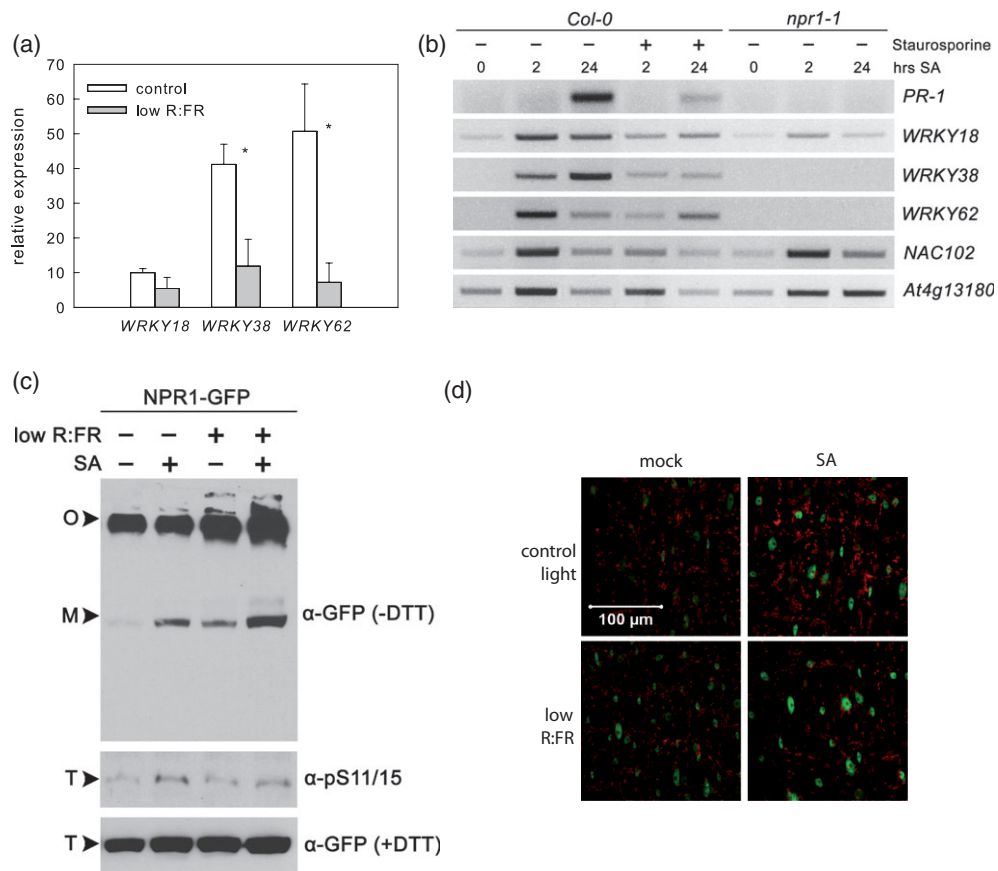 (a)
70
60
50
40
30
20
10
0
relative expression
control
low R:FR
*
*
WRKY18 WRKY38 WRKY62
(b)
Col-0 npr1-1
− − − + + − − − Staurosporine
0 2 24 2 24 0 2 24 hrs SA
PR-1
WRKY18
WRKY38
WRKY62
NAC102
At4g13180
(c)
NPR1-GFP
low R:FR − − + +
SA − + − +
O
M α-GFP (-DTT)
T α-pS11/15
T α-GFP (+DTT)
(d)
mock SA
control
light
100 µm
low
R:FR